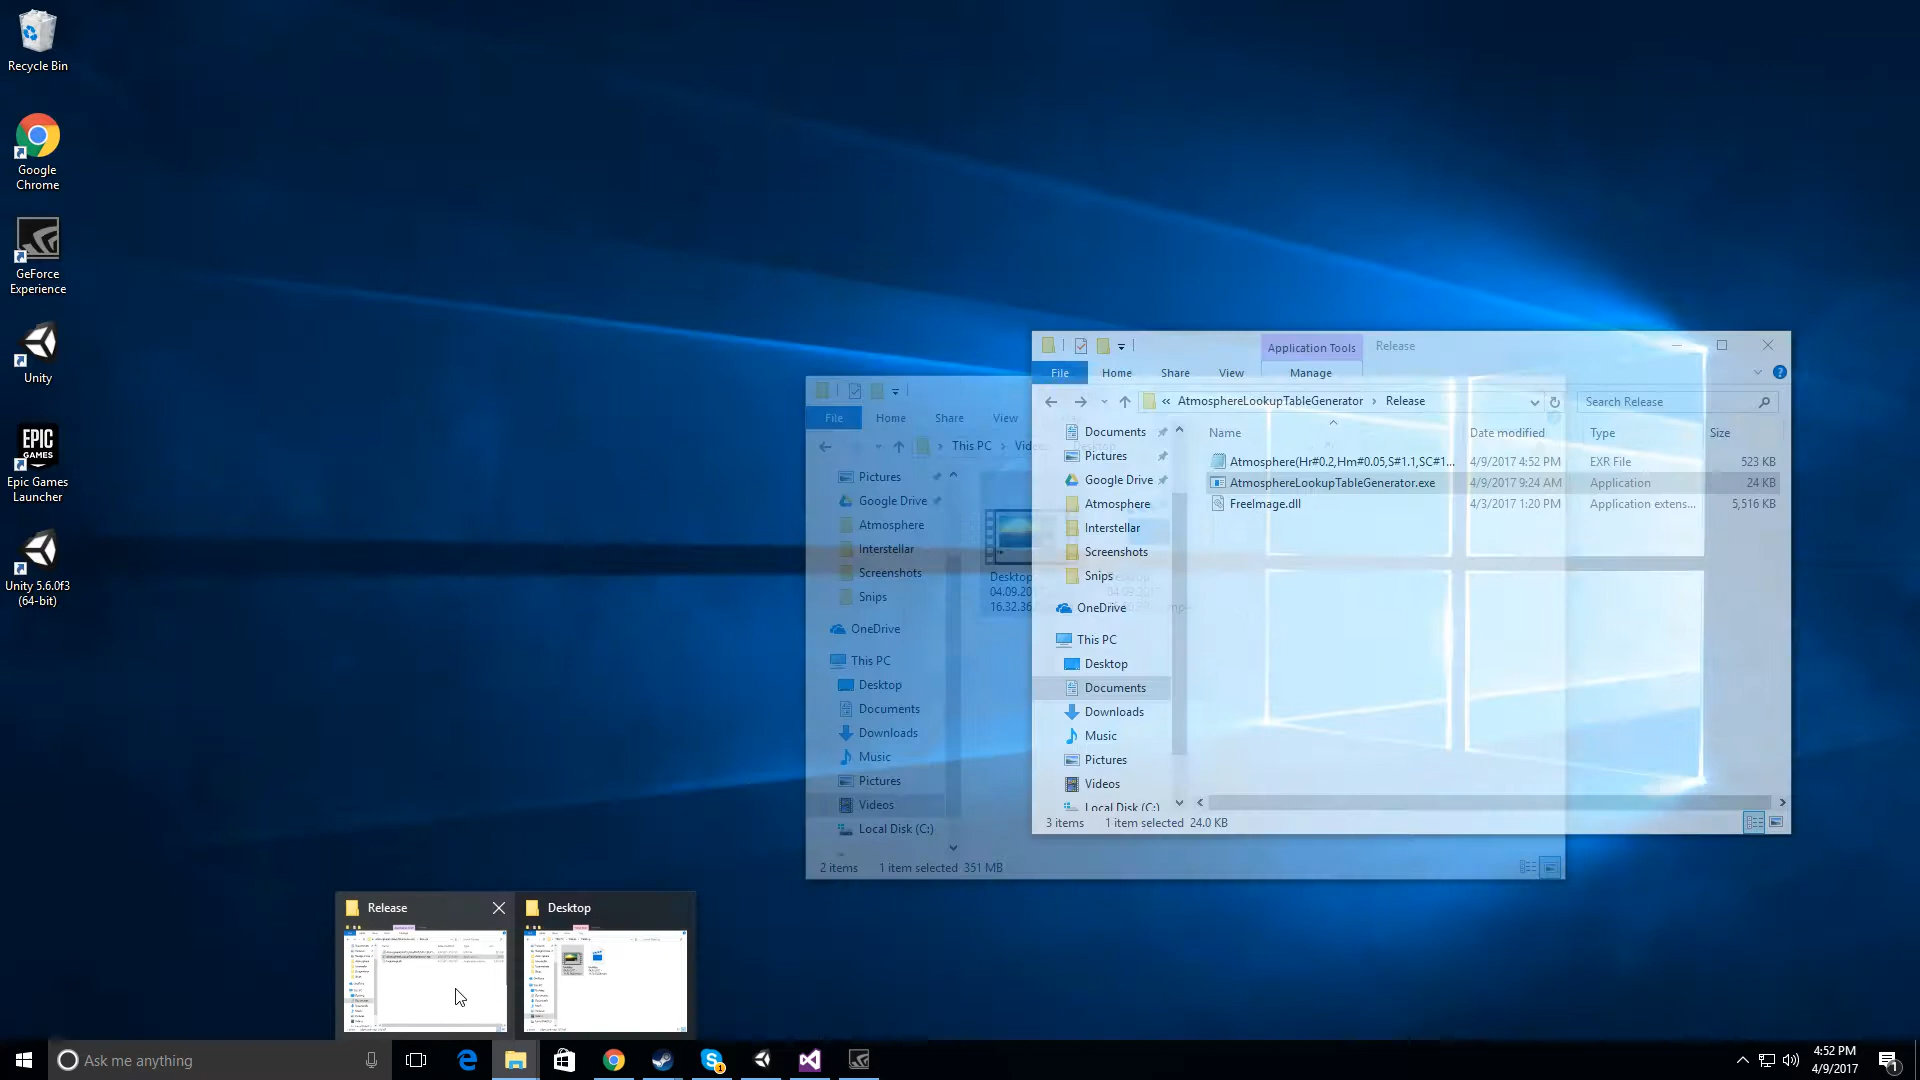 Recycle Bin
Google
Chrome
GeForce
Experience
Unity
EPIC
GAMES
Epic Games
Launcher
Unity 5.6.0f3
(64-bit)
File
Home
Share
View
This PC
Pictures
Google Drive
Atmosphere
Interstellar
Screenshots
Snips
OneDrive
This PC
Desktop
Documents
Downloads
Music
Pictures
Videos
Local Disk (C:)
2 items 1 item selected 351 MB
Application Tools Release
File Home Share View Manage
« AtmosphereLookupTableGenerator › Release
Search Release
Name Date modified Type Size
Atmosphere(Hr#0.2,Hm#0.05,S#1.1,SC#1... 4/9/2017 4:52 PM EXR File 523 KB
AtmosphereLookupTableGenerator.exe 4/9/2017 9:24 AM Application 24 KB
FreeImage.dll 4/3/2017 1:20 PM Application extens... 5,516 KB
Documents
Pictures
Google Drive
Atmosphere
Interstellar
Screenshots
Snips
OneDrive
This PC
Desktop
Documents
Downloads
Music
Pictures
Videos
Local Disk (C:)
3 items 1 item selected 24.0 KB
Release
Desktop
Ask me anything
1
4:52 PM
4/9/2017
1